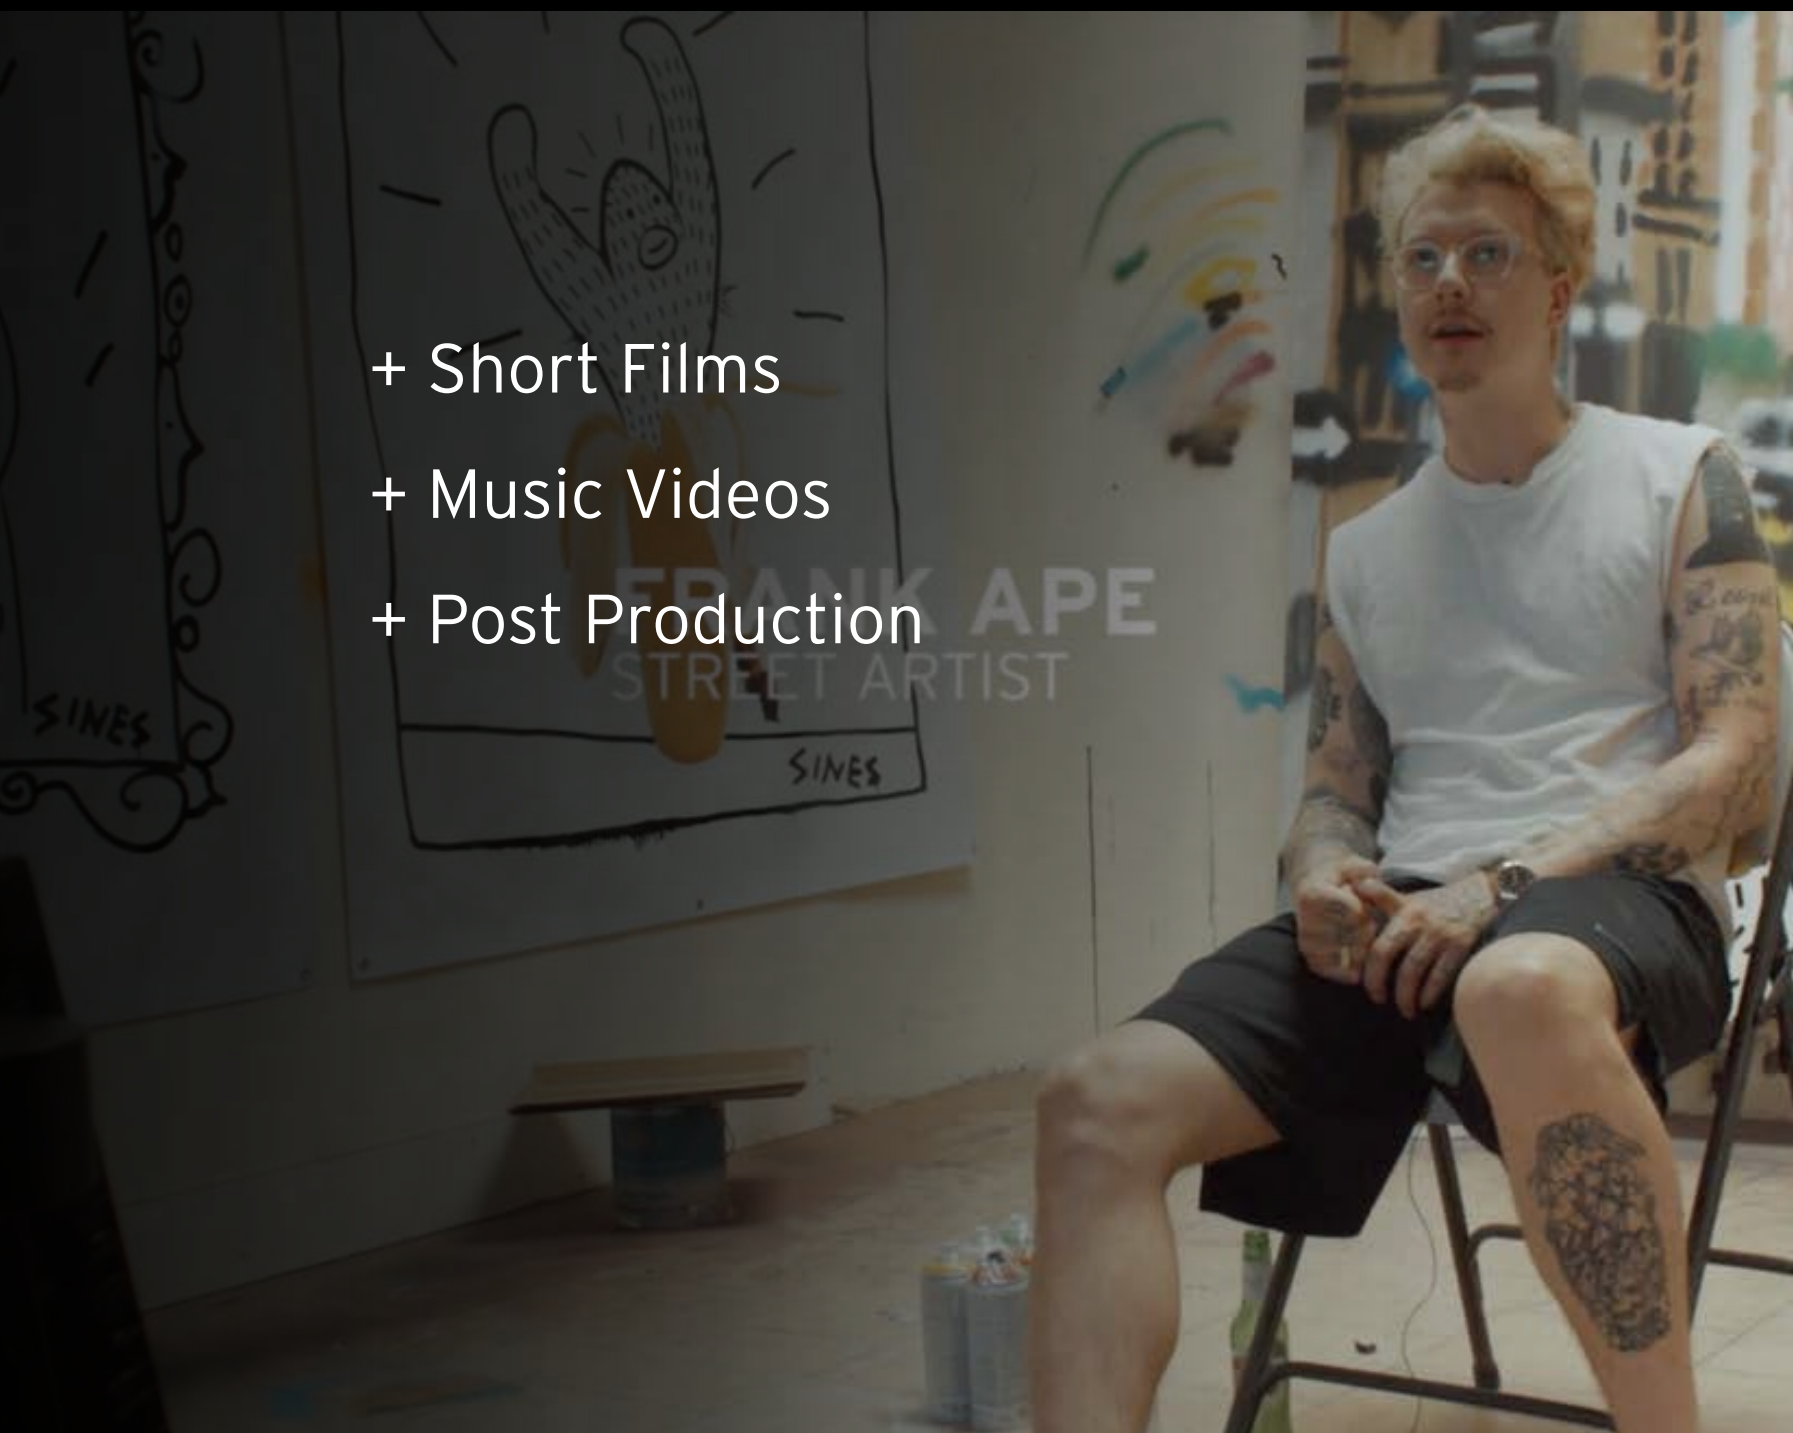 + Short Films
+ Music Videos
+ Post Production
FRANK APE
STREET ARTIST
SINES
SINES